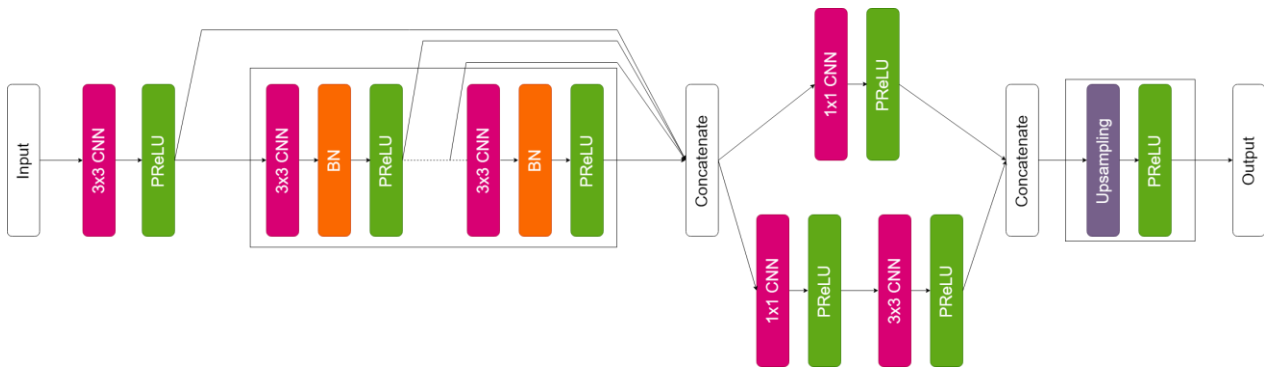 Input
3x3 CNN
PReLU
3x3 CNN
BN
PReLU
3x3 CNN
BN
PReLU
Concatenate
1x1 CNN
PReLU
1x1 CNN
PReLU
3x3 CNN
PReLU
Concatenate
Upsampling
PReLU
Output